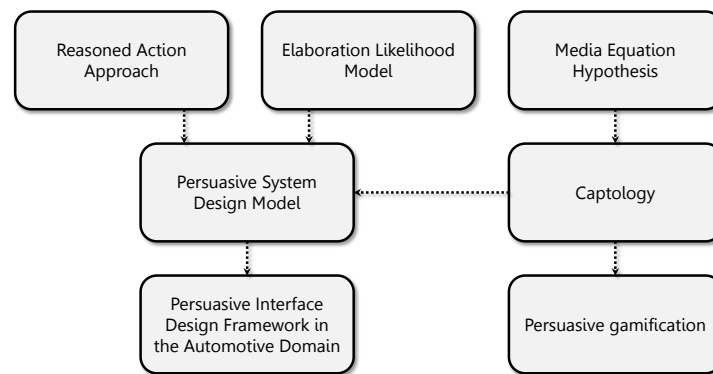 Reasoned Action
Approach
Elaboration Likelihood
Model
Media Equation
Hypothesis
Persuasive System
Design Model
Captology
Persuasive Interface
Design Framework in
the Automotive Domain
Persuasive gamification